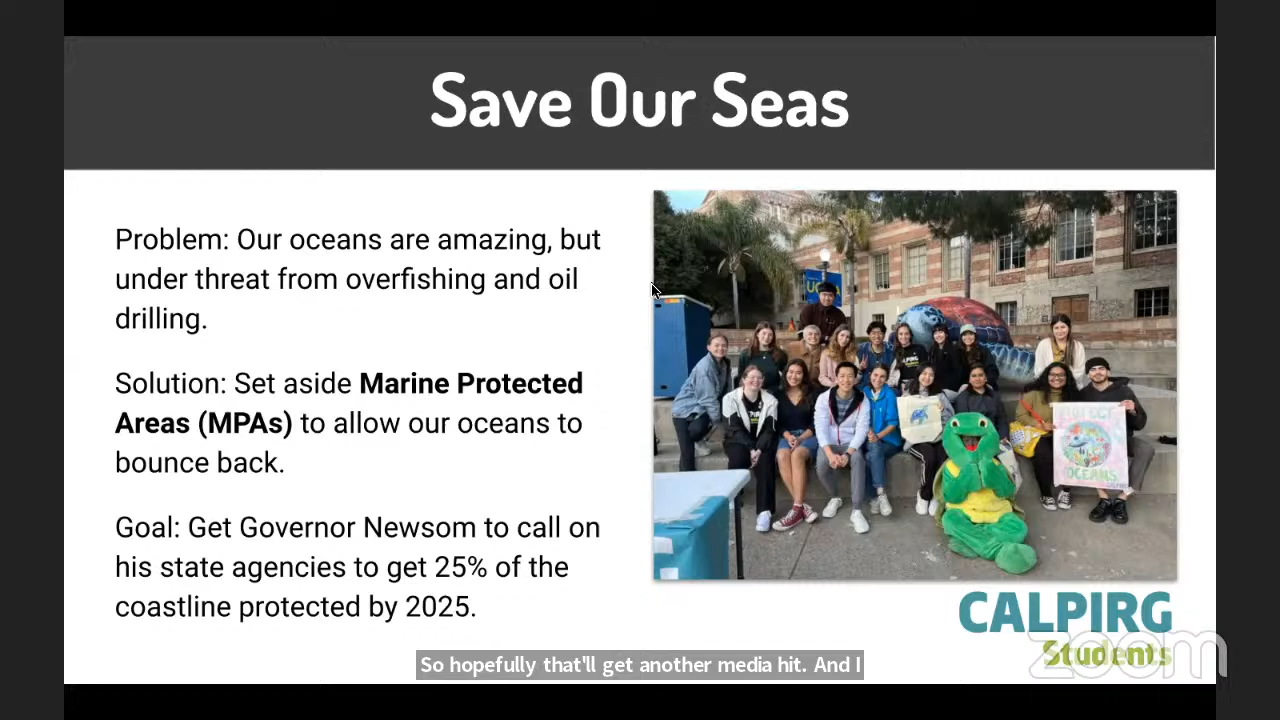 Save Our Seas
Problem: Our oceans are amazing, but
under threat from overfishing and oil
drilling.
Solution: Set aside Marine Protected
Areas (MPAs) to allow our oceans to
bounce back.
Goal: Get Governor Newsom to call on
his state agencies to get 25% of the
coastline protected by 2025.
OCEANS
CALPIRG
Students
zoom
So hopefully that'll get another media hit. And I